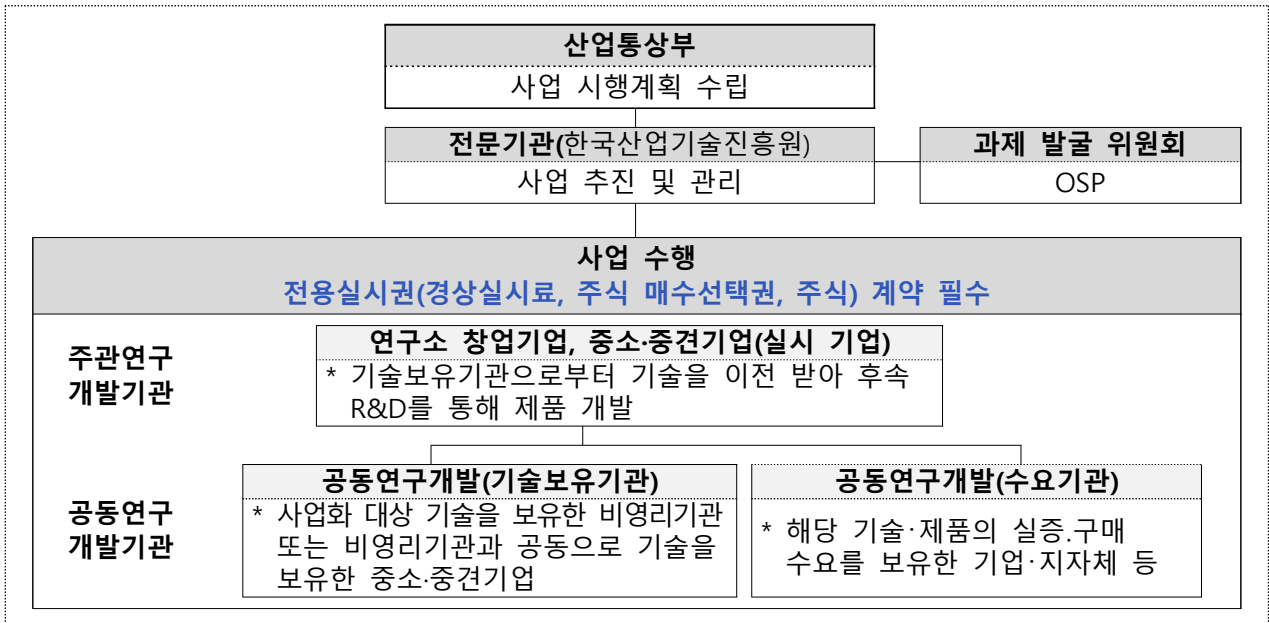 산업통상부
사업 시행계획 수립
전문기관(한국산업기술진흥원)
사업 추진 및 관리
과제 발굴 위원회
OSP
사업 수행
전용실시권(경상실시료, 주식 매수선택권, 주식) 계약 필수
주관연구
개발기관
연구소 창업기업, 중소·중견기업(실시 기업)
* 기술보유기관으로부터 기술을 이전 받아 후속
R&D를 통해 제품 개발
공동연구
개발기관
공동연구개발(기술보유기관)
* 사업화 대상 기술을 보유한 비영리기관
또는 비영리기관과 공동으로 기술을
보유한 중소·중견기업
공동연구개발(수요기관)
* 해당 기술·제품의 실증.구매
수요를 보유한 기업·지자체 등